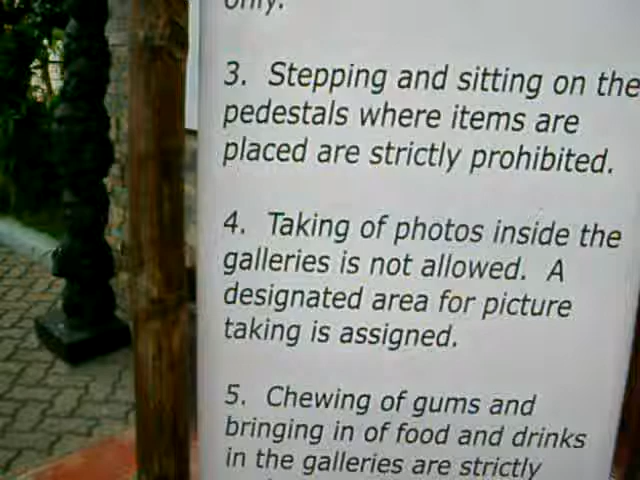 only.
3. Stepping and sitting on the
pedestals where items are
placed are strictly prohibited.
4. Taking of photos inside the
galleries is not allowed. A
designated area for picture
taking is assigned.
5. Chewing of gums and
bringing in of food and drinks
in the galleries are strictly